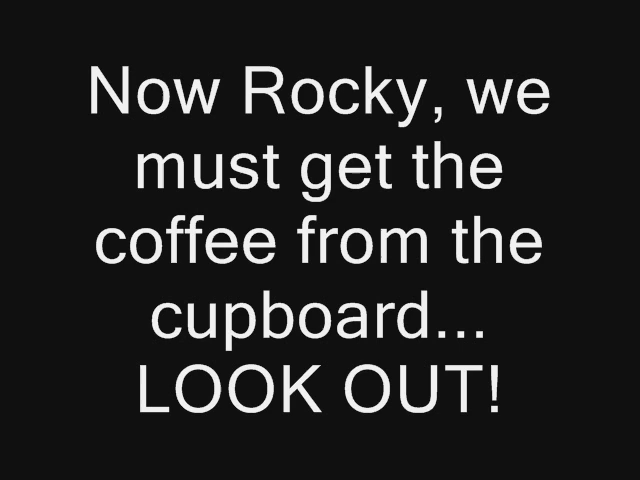 Now Rocky, we
must get the
coffee from the
cupboard...
LOOK OUT!